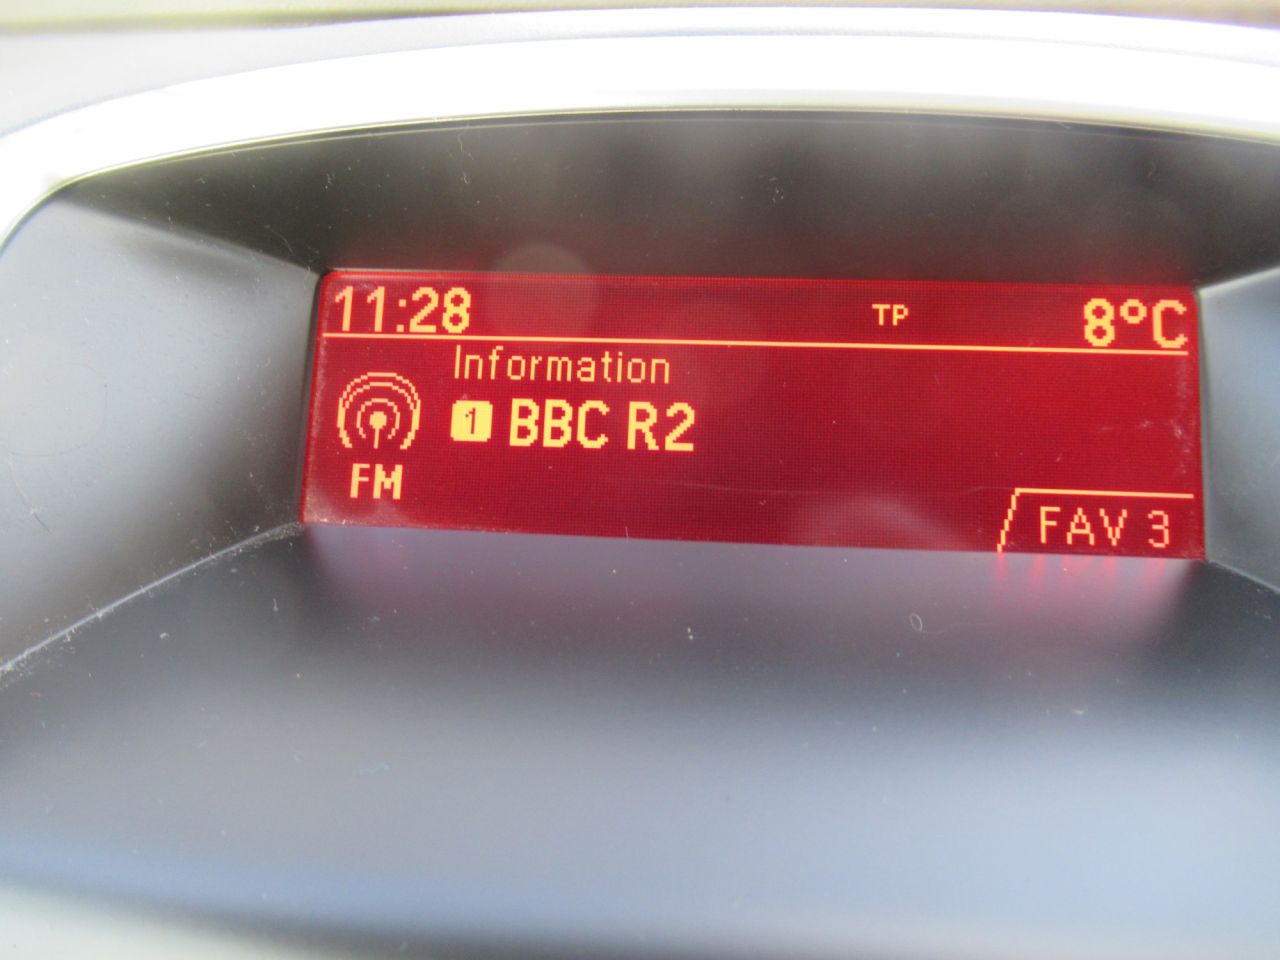 11:28 TP 8°C
Information
1 BBC R2
FM
FAV 3